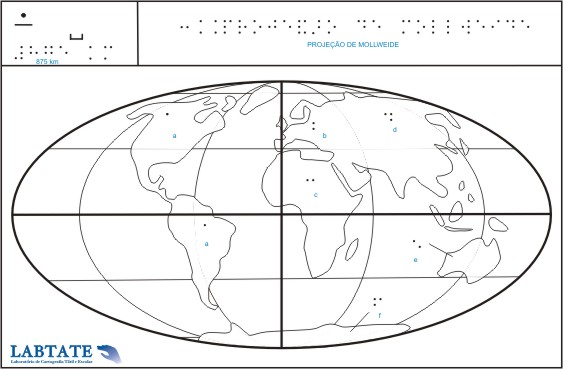 875 km
PROJEÇÃO DE MOLLWEIDE
a
b
d
c
a
e
f
LABTATE
Laboratório de Cartografia Tátil e Escolar